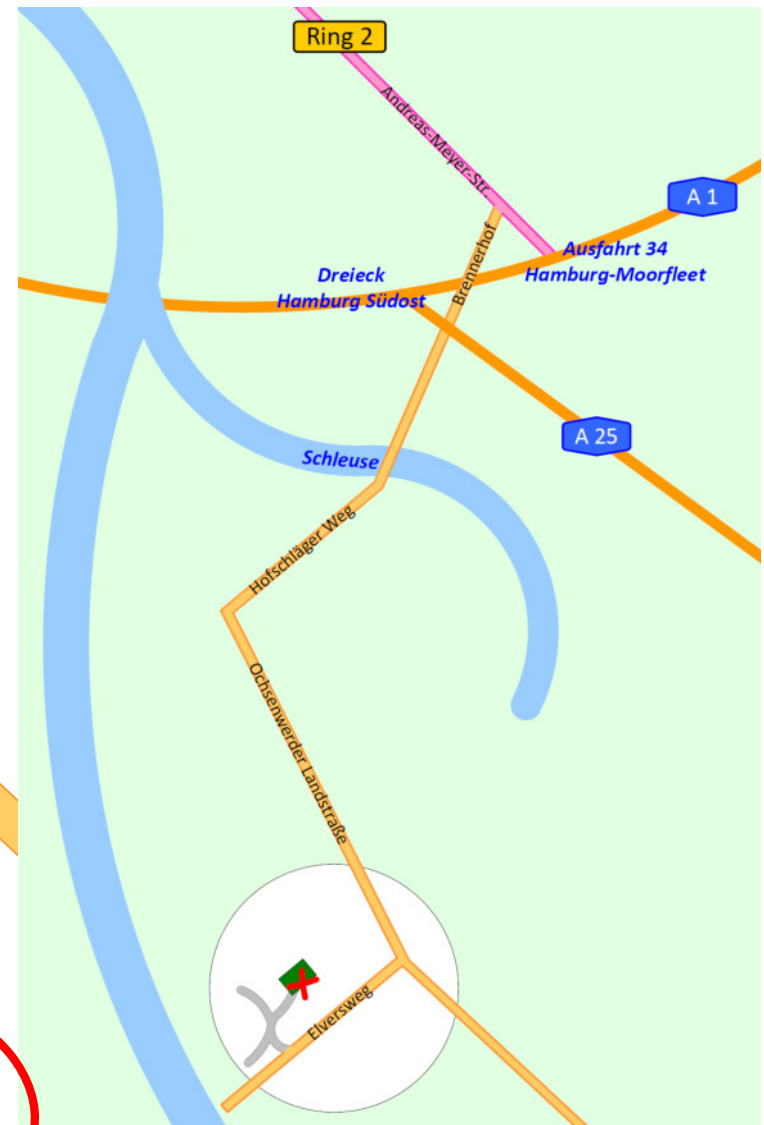 Ring 2
Andreas-Meyer-Str.
A 1
Brennerhof
Ausfahrt 34
Hamburg-Moorfleet
Dreieck
Hamburg Südost
A 25
Schleuse
Hofschläger Weg
Ochsenwerder Landstraße
Elversweg